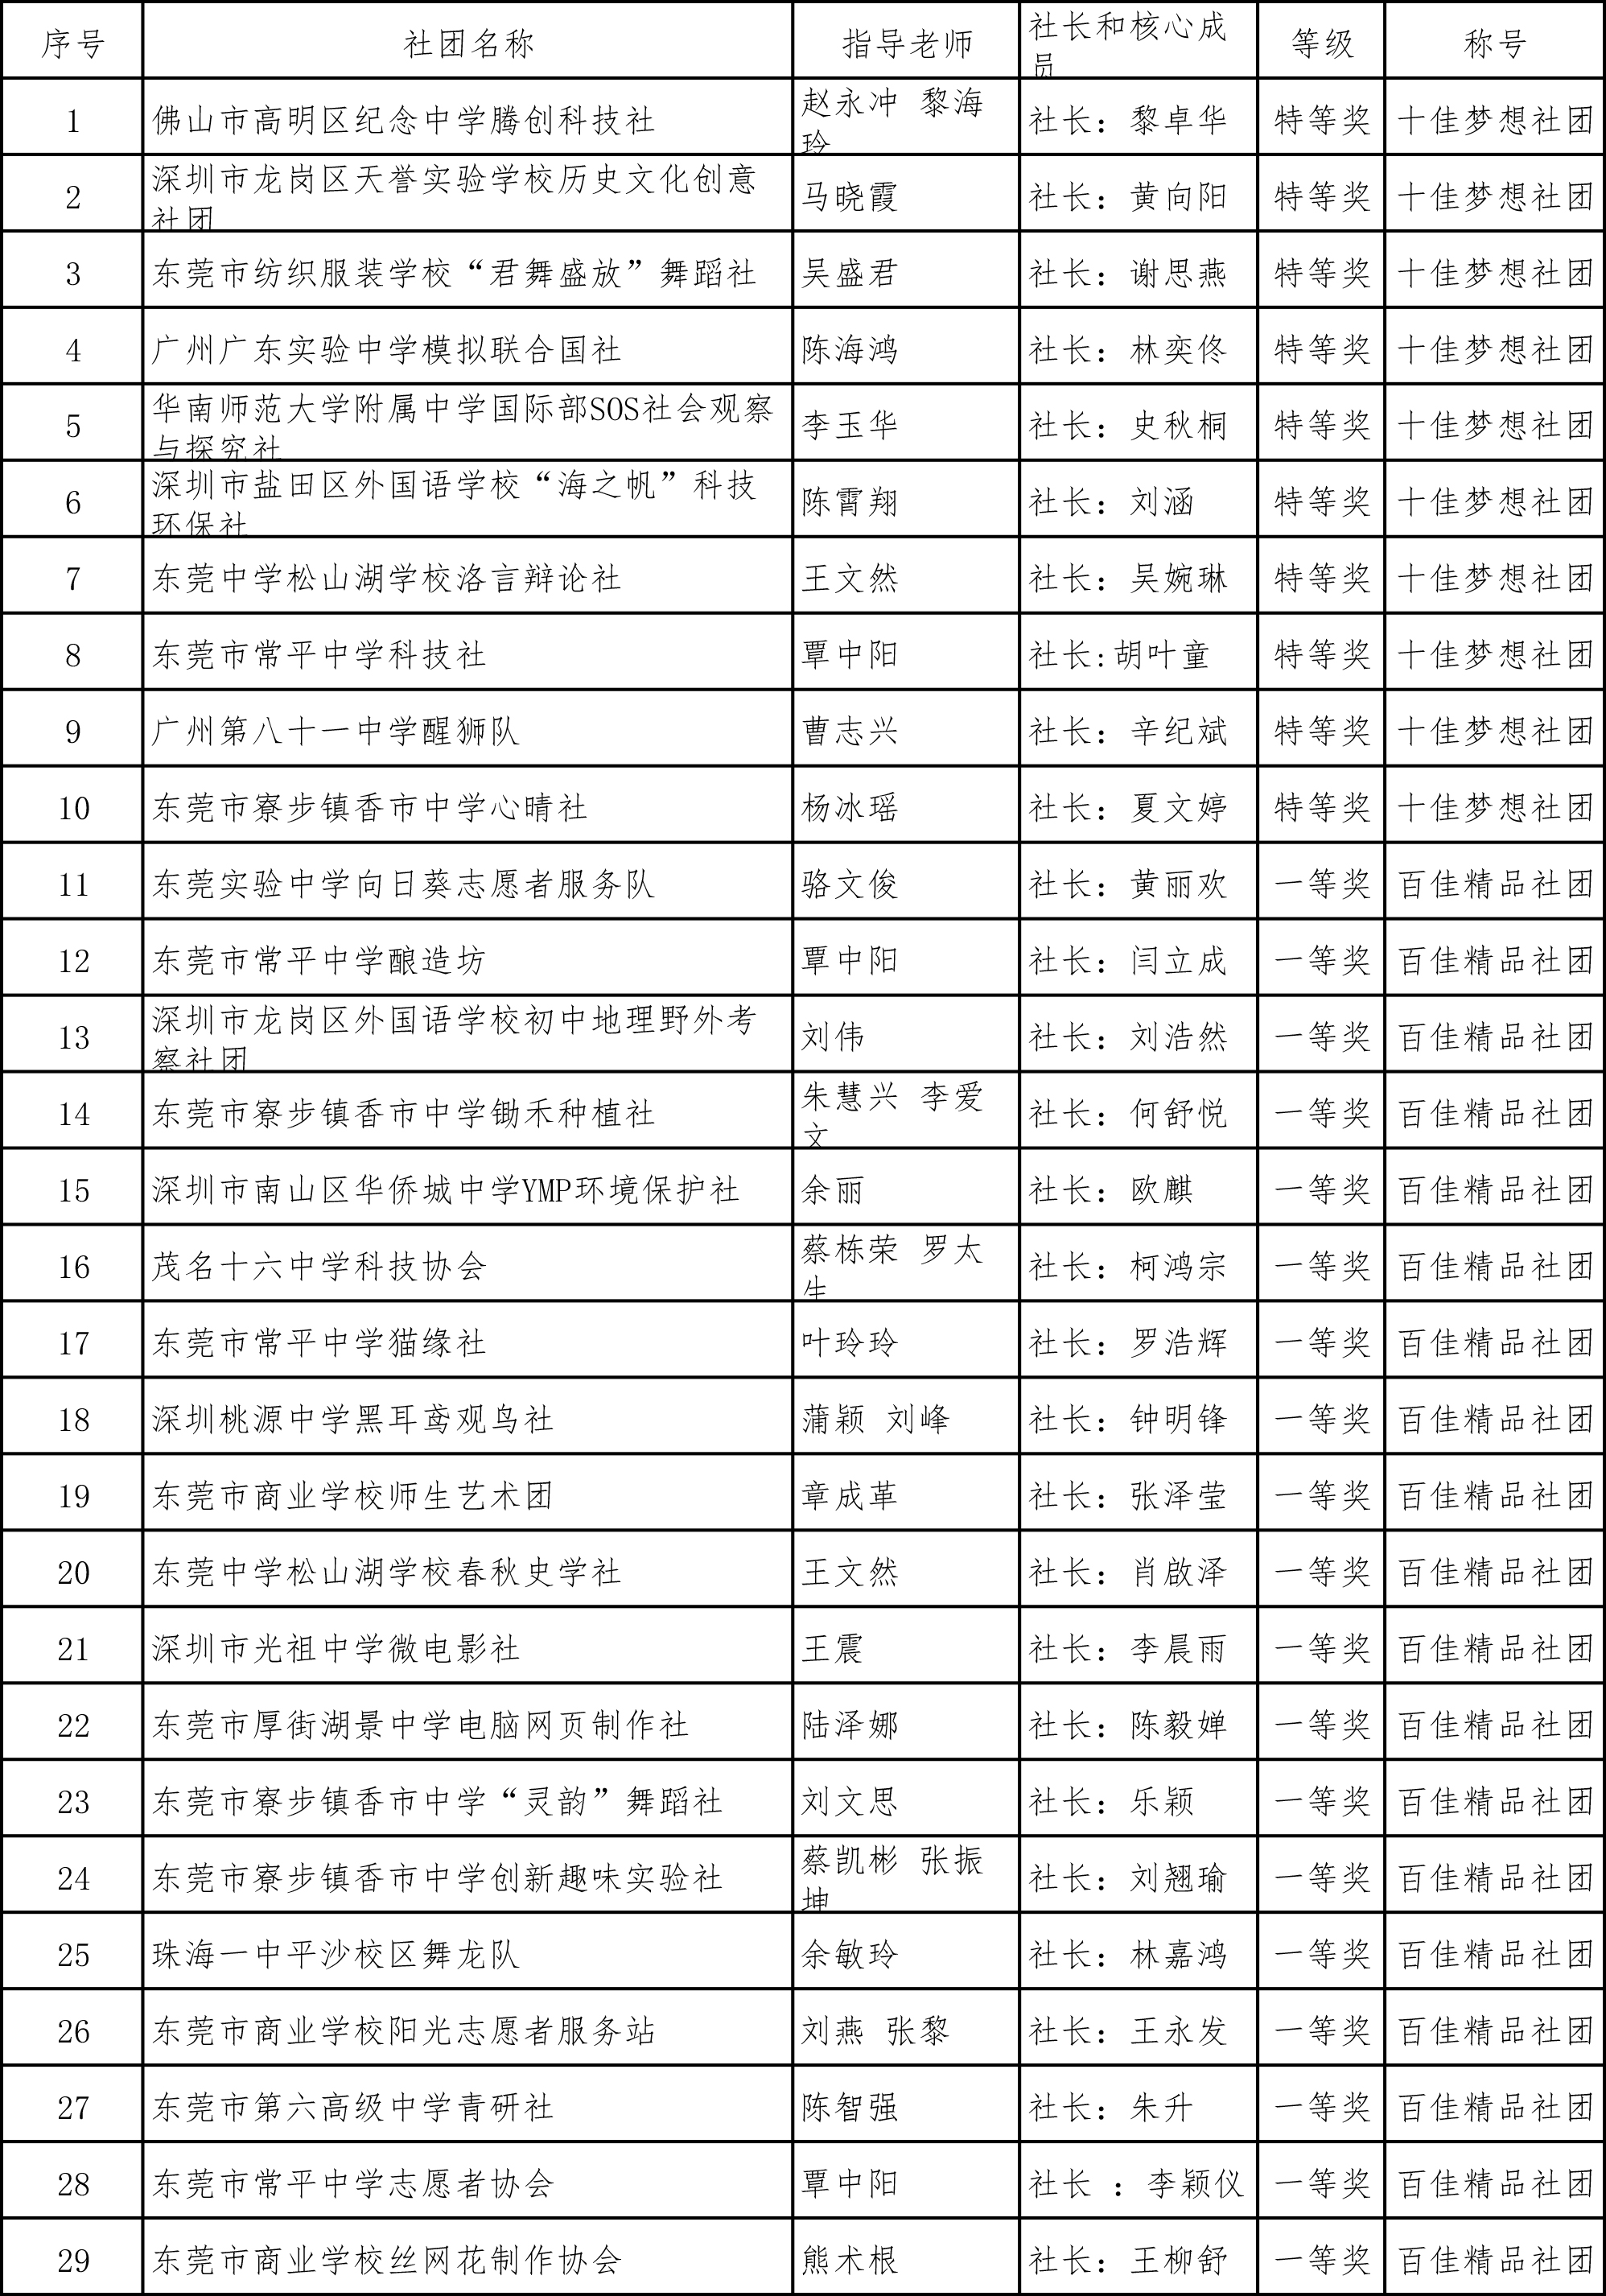 序号 社团名称 指导老师 社长和核心成员 等级 称号
1 佛山市高明区纪念中学腾创科技社 赵永冲 黎海玲 社长：黎卓华 特等奖 十佳梦想社团
2 深圳市龙岗区天誉实验学校历史文化创意社团 马晓霞 社长：黄向阳 特等奖 十佳梦想社团
3 东莞市纺织服装学校“君舞盛放”舞蹈社 吴盛君 社长：谢思燕 特等奖 十佳梦想社团
4 广州广东实验中学模拟联合国社 陈海鸿 社长：林奕佟 特等奖 十佳梦想社团
5 华南师范大学附属中学国际部SOS社会观察与探究社 李玉华 社长：史秋桐 特等奖 十佳梦想社团
6 深圳市盐田区外国语学校“海之帆”科技环保社 陈霄翔 社长：刘涵 特等奖 十佳梦想社团
7 东莞中学松山湖学校洛言辩论社 王文然 社长：吴婉琳 特等奖 十佳梦想社团
8 东莞市常平中学科技社 覃中阳 社长:胡叶童 特等奖 十佳梦想社团
9 广州第八十一中学醒狮队 曹志兴 社长：辛纪斌 特等奖 十佳梦想社团
10 东莞市寮步镇香市中学心晴社 杨冰瑶 社长：夏文婷 特等奖 十佳梦想社团
11 东莞实验中学向日葵志愿者服务队 骆文俊 社长：黄丽欢 一等奖 百佳精品社团
12 东莞市常平中学酿造坊 覃中阳 社长：闫立成 一等奖 百佳精品社团
13 深圳市龙岗区外国语学校初中地理野外考察社团 刘伟 社长：刘浩然 一等奖 百佳精品社团
14 东莞市寮步镇香市中学锄禾种植社 朱慧兴 李爱文 社长：何舒悦 一等奖 百佳精品社团
15 深圳市南山区华侨城中学YMP环境保护社 余丽 社长：欧麒 一等奖 百佳精品社团
16 茂名十六中学科技协会 蔡栋荣 罗太生 社长：柯鸿宗 一等奖 百佳精品社团
17 东莞市常平中学猫缘社 叶玲玲 社长：罗浩辉 一等奖 百佳精品社团
18 深圳桃源中学黑耳鸢观鸟社 蒲颖 刘峰 社长：钟明锋 一等奖 百佳精品社团
19 东莞市商业学校师生艺术团 章成革 社长：张泽莹 一等奖 百佳精品社团
20 东莞中学松山湖学校春秋史学社 王文然 社长：肖啟泽 一等奖 百佳精品社团
21 深圳市光祖中学微电影社 王震 社长：李晨雨 一等奖 百佳精品社团
22 东莞市厚街湖景中学电脑网页制作社 陆泽娜 社长：陈毅婵 一等奖 百佳精品社团
23 东莞市寮步镇香市中学“灵韵”舞蹈社 刘文思 社长：乐颖 一等奖 百佳精品社团
24 东莞市寮步镇香市中学创新趣味实验社 蔡凯彬 张振坤 社长：刘翘瑜 一等奖 百佳精品社团
25 珠海一中平沙校区舞龙队 余敏玲 社长：林嘉鸿 一等奖 百佳精品社团
26 东莞市商业学校阳光志愿者服务站 刘燕 张黎 社长：王永发 一等奖 百佳精品社团
27 东莞市第六高级中学青研社 陈智强 社长：朱升 一等奖 百佳精品社团
28 东莞市常平中学志愿者协会 覃中阳 社长 ：李颖仪 一等奖 百佳精品社团
29 东莞市商业学校丝网花制作协会 熊术根 社长：王柳舒 一等奖 百佳精品社团